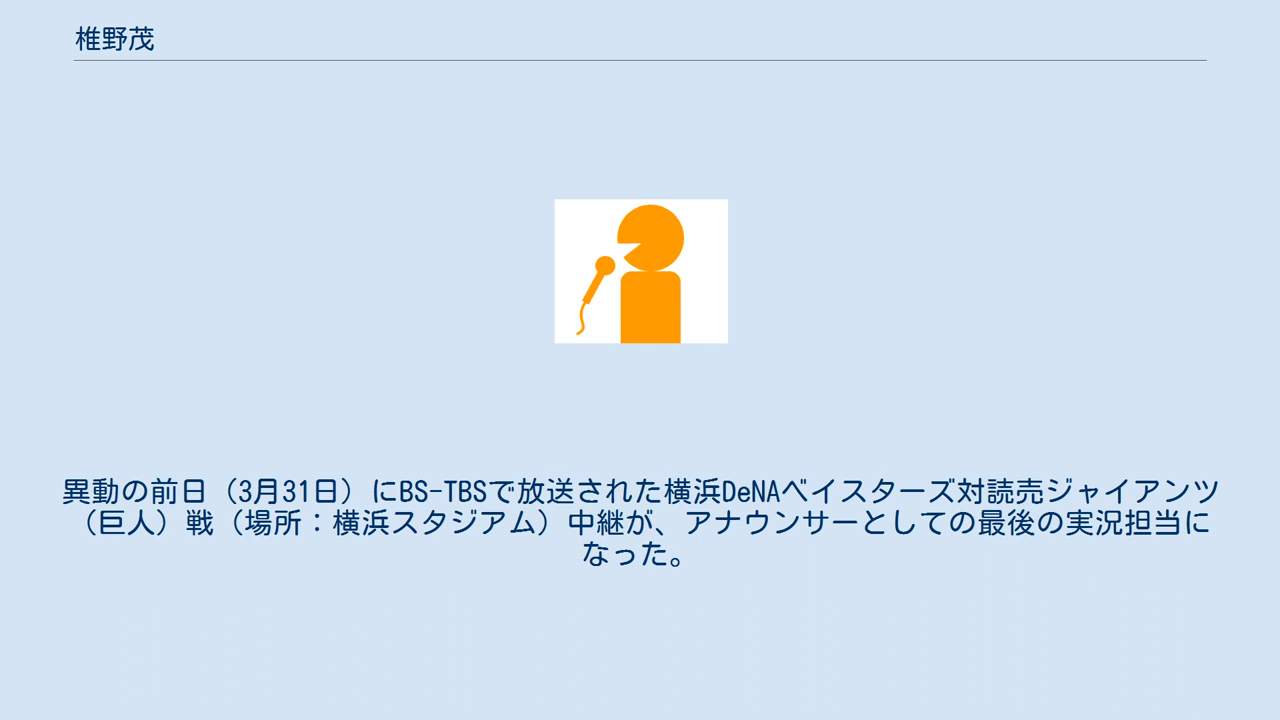 椎野茂
異動の前日（3月31日）にBS-TBSで放送された横浜DeNAベイスターズ対読売ジャイアンツ
（巨人）戦（場所：横浜スタジアム）中継が、アナウンサーとしての最後の実況担当に
なった。